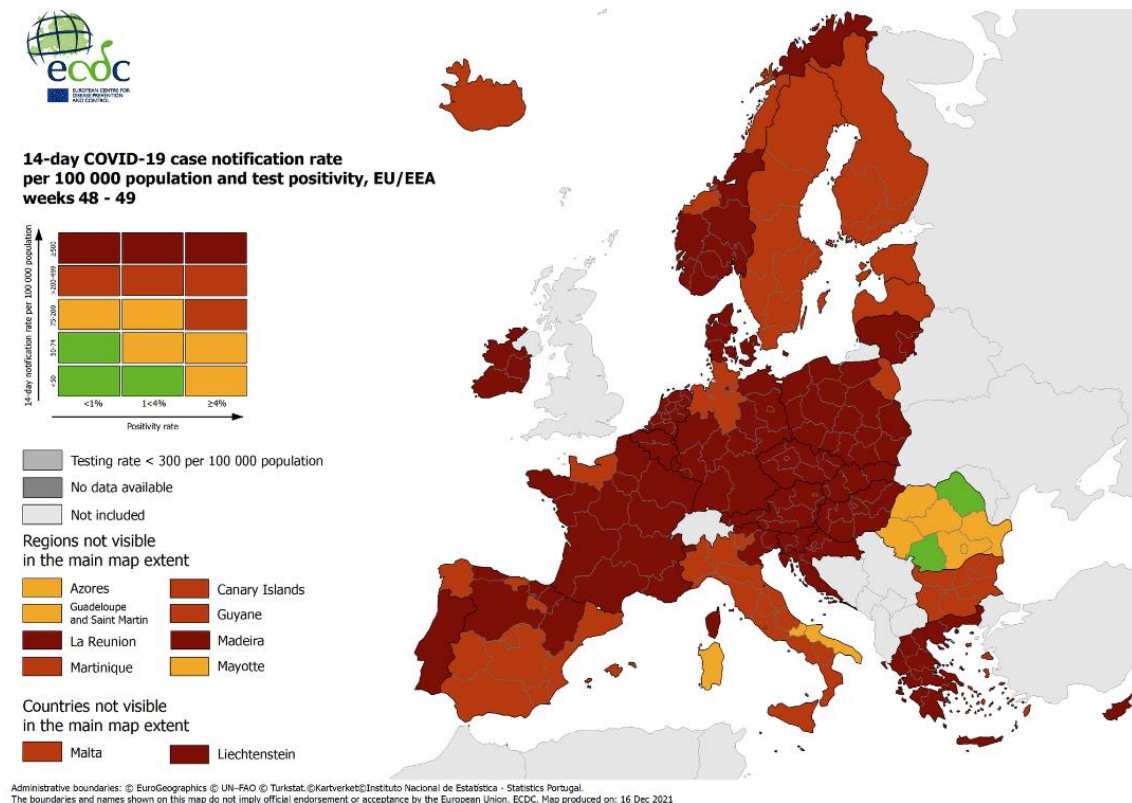 ecdc
EUROPEAN CENTRE FOR
DISEASE PREVENTION
AND CONTROL
14-day COVID-19 case notification rate
per 100 000 population and test positivity, EU/EEA
weeks 48 - 49
14-day notification rate per 100 000 population
≥500
>200-499
75-200
50-74
<50
<1%
1<4%
≥4%
Positivity rate
Testing rate < 300 per 100 000 population
No data available
Not included
Regions not visible
in the main map extent
Azores
Canary Islands
Guadeloupe
and Saint Martin
Guyane
La Reunion
Madeira
Martinique
Mayotte
Countries not visible
in the main map extent
Malta
Liechtenstein
Administrative boundaries: © EuroGeographics © UN–FAO © Turkstat.©Kartverket©Instituto Nacional de Estatística - Statistics Portugal.
The boundaries and names shown on this map do not imply official endorsement or acceptance by the European Union. ECDC. Map produced on: 16 Dec 2021